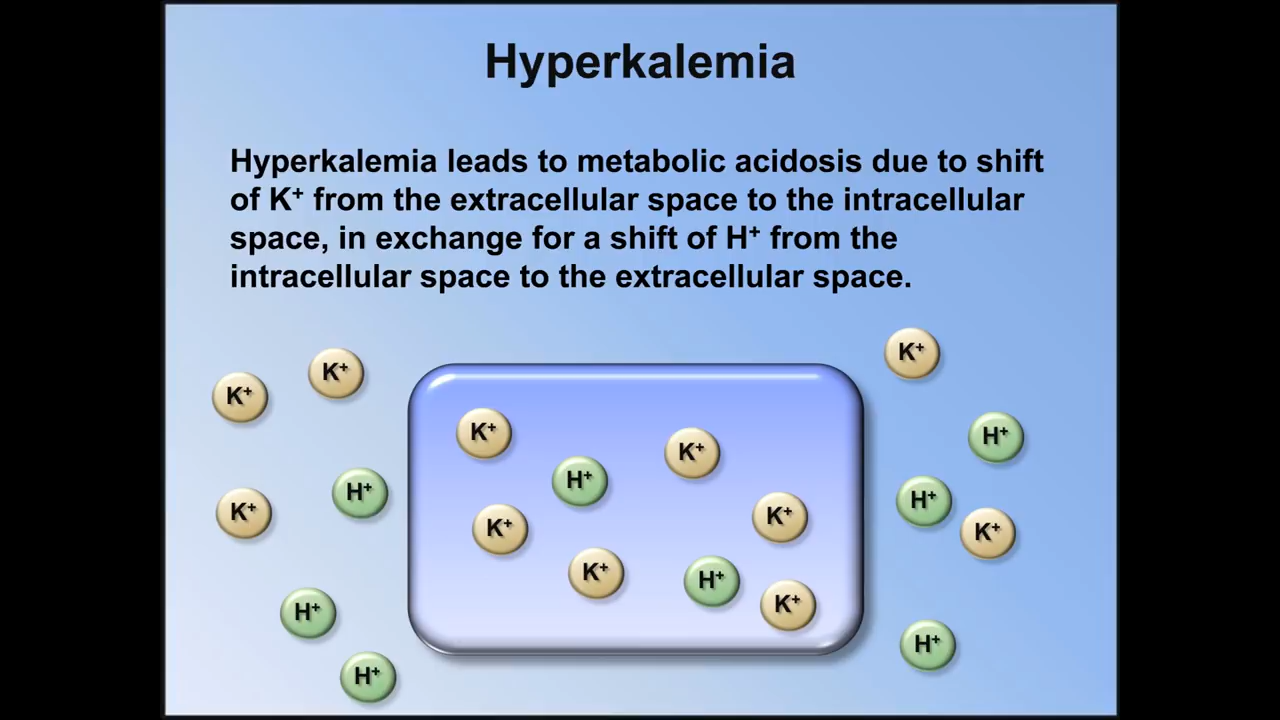 Hyperkalemia
Hyperkalemia leads to metabolic acidosis due to shift
of K⁺ from the extracellular space to the intracellular
space, in exchange for a shift of H⁺ from the
intracellular space to the extracellular space.
K⁺
K⁺
K⁺
H⁺
H⁺
H⁺
K⁺
H⁺
K⁺
K⁺
K⁺
K⁺
H⁺
K⁺
K⁺
H⁺
H⁺
K⁺
H⁺